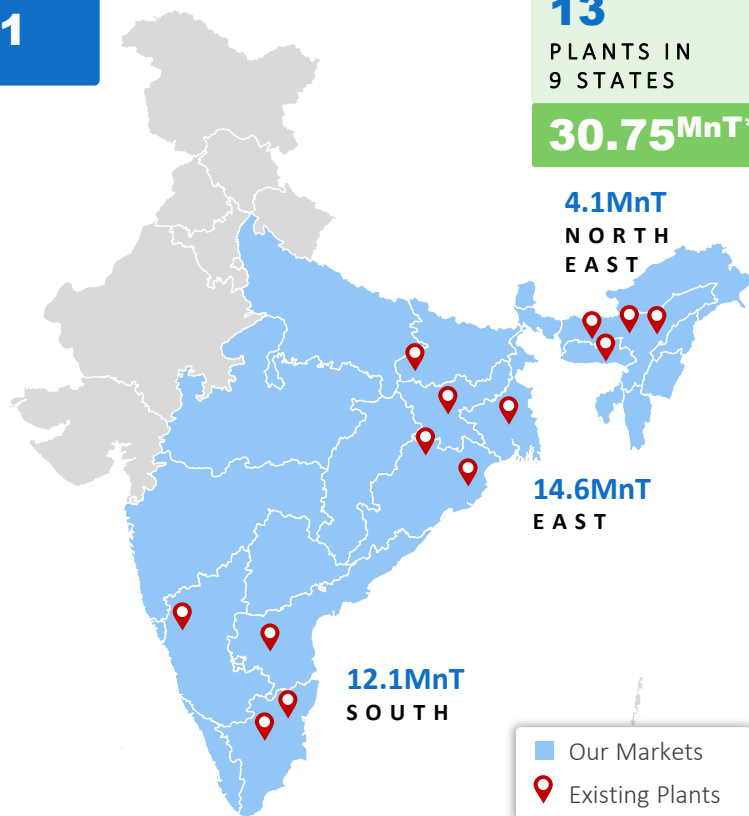 1
13
PLANTS IN
9 STATES
30.75MnT*
4.1MnT
NORTH
EAST
14.6MnT
EAST
12.1MnT
SOUTH
Our Markets
Existing Plants